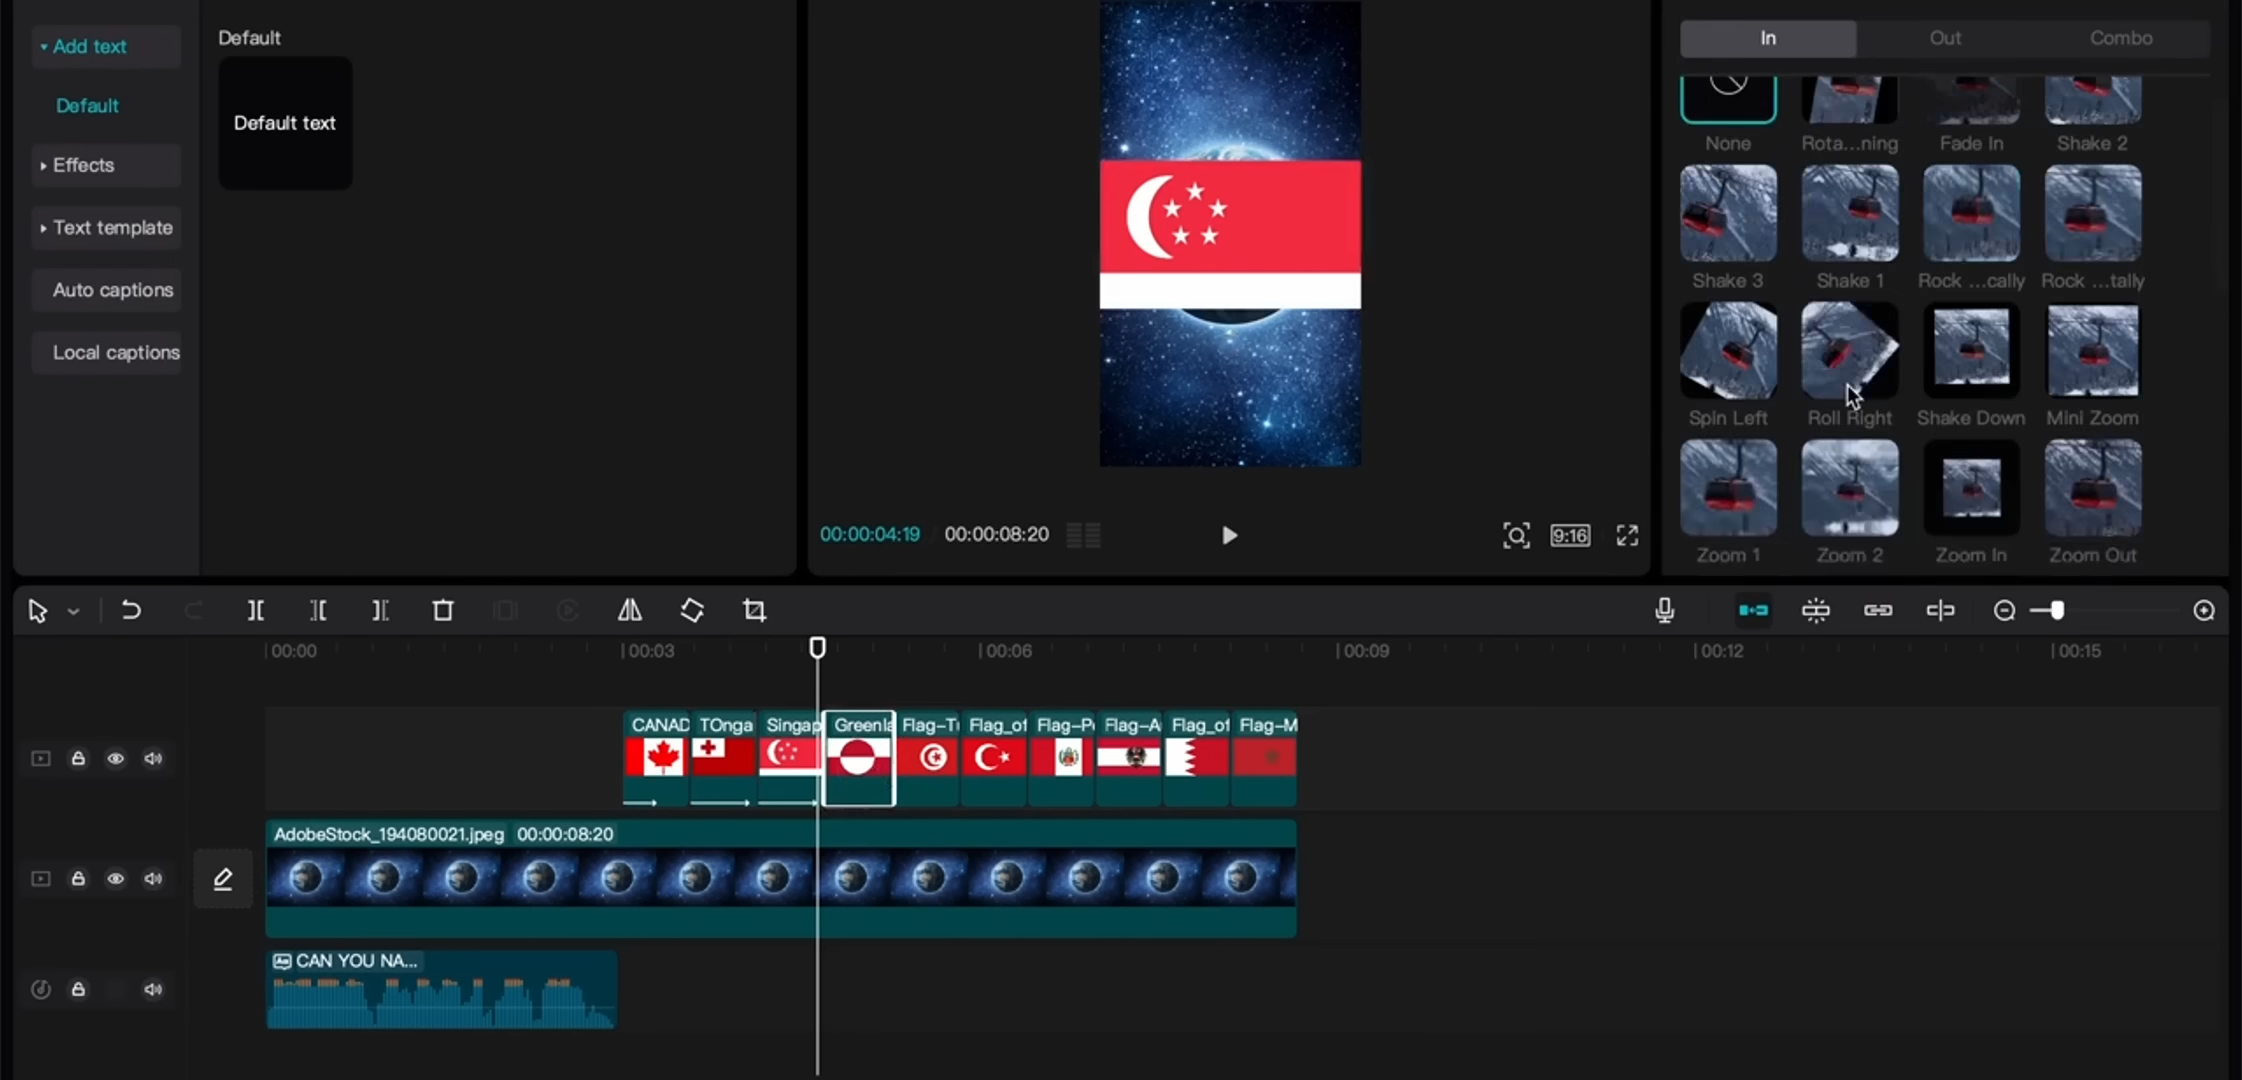 Add text
Default
Effects
Text template
Auto captions
Local captions
Default
Default text
00:00:04:19
00:00:08:20
9:16
In
Out
Combo
None
Rota...ning
Fade In
Shake 2
Shake 3
Shake 1
Rock ...cally
Rock ...tally
Spin Left
Roll Right
Shake Down
Mini Zoom
Zoom 1
Zoom 2
Zoom In
Zoom Out
00:00
00:03
00:06
00:09
00:12
00:15
CANAD
TOnga
Singap
Greenla
Flag-Tu
Flag_of
Flag-Pe
Flag-A
Flag_of
Flag-M
AdobeStock_194080021.jpeg 00:00:08:20
CAN YOU NA...